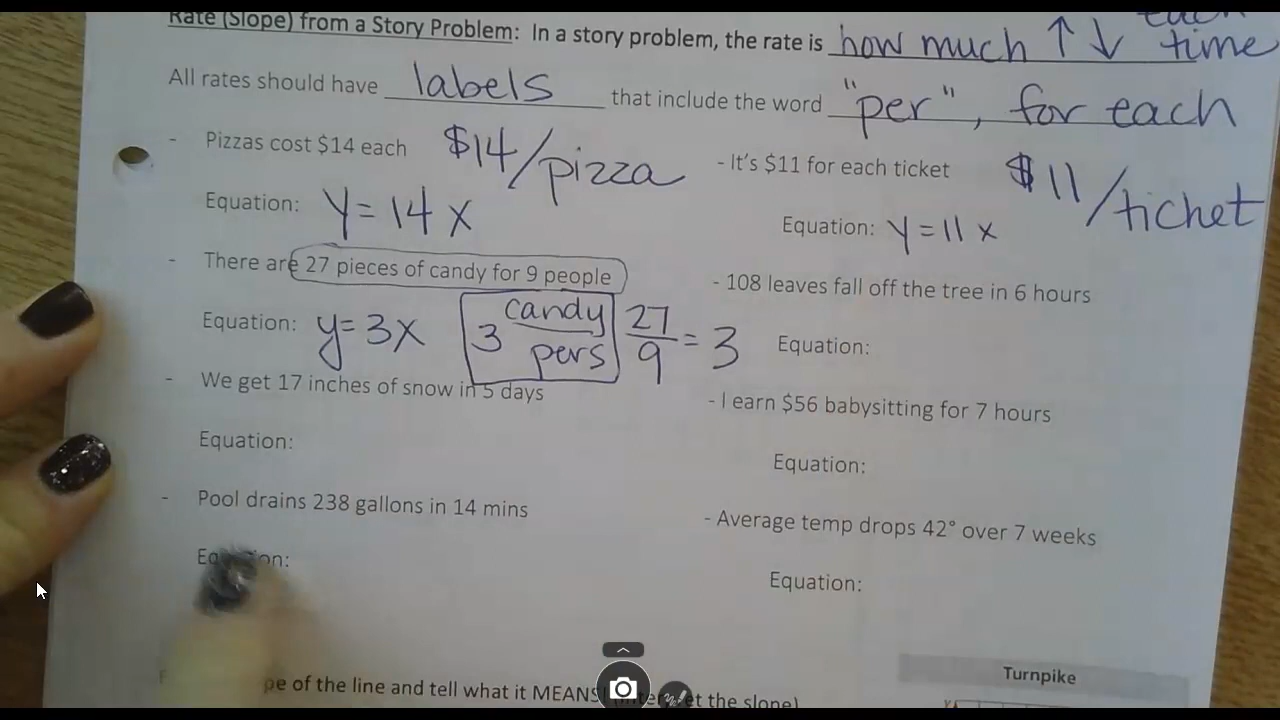 Rate (Slope) from a Story Problem: In a story problem, the rate is how much ↑ ↓ each time
All rates should have labels that include the word "per", for each
- Pizzas cost $14 each $14/pizza
- It's $11 for each ticket $11/ticket
Equation: y = 14x
Equation: y = 11x
- There are 27 pieces of candy for 9 people
- 108 leaves fall off the tree in 6 hours
Equation: y = 3x 3 candy/pers 27/9 = 3
Equation:
- We get 17 inches of snow in 5 days
- I earn $56 babysitting for 7 hours
Equation:
Equation:
- Pool drains 238 gallons in 14 mins
- Average temp drops 42° over 7 weeks
Equation:
Equation:
Turnpike
of the line and tell what it MEANS the slope)